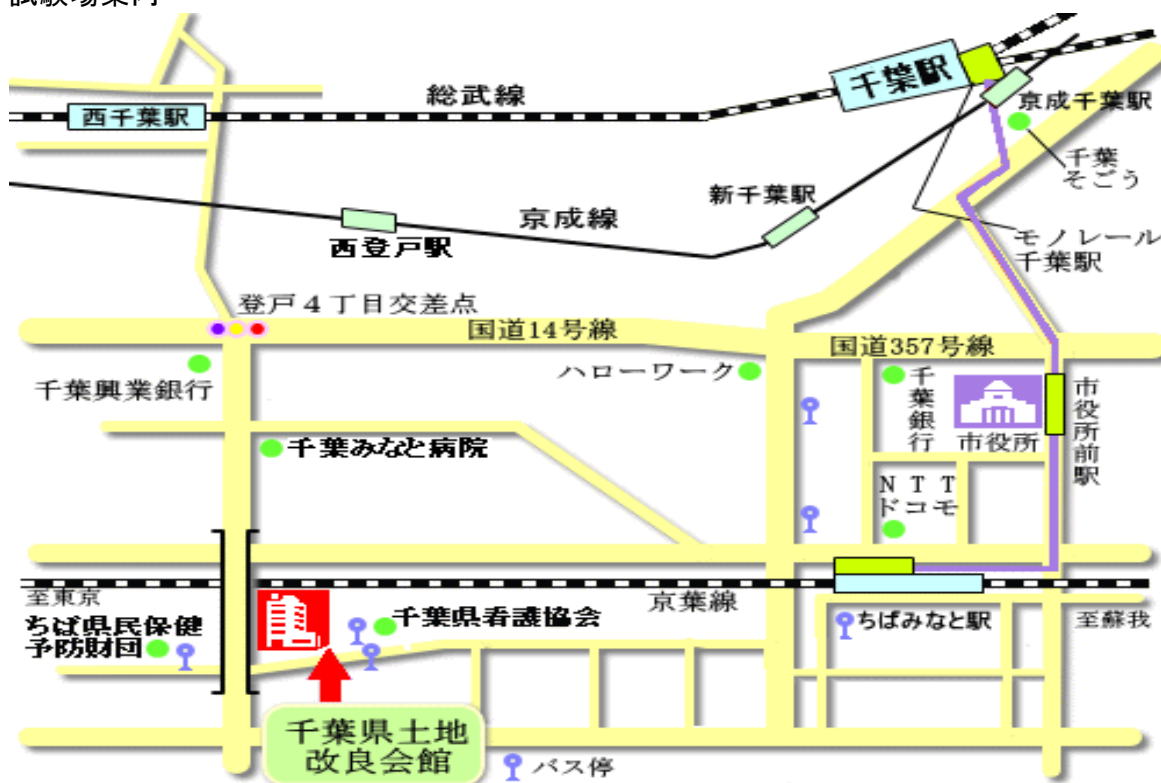 総武線
千葉駅
西千葉駅
京成千葉駅
千葉
そごう
新千葉駅
京成線
西登戸駅
モノレール
千葉駅
登戸4丁目交差点
国道14号線
国道357号線
千葉興業銀行
ハローワーク
千葉銀行
市役所
市役所前駅
千葉みなと病院
NTT
ドコモ
至東京
京葉線
ちばみなと駅
至蘇我
ちば県民保健
予防財団
千葉県看護協会
千葉県土地
改良会館
バス停